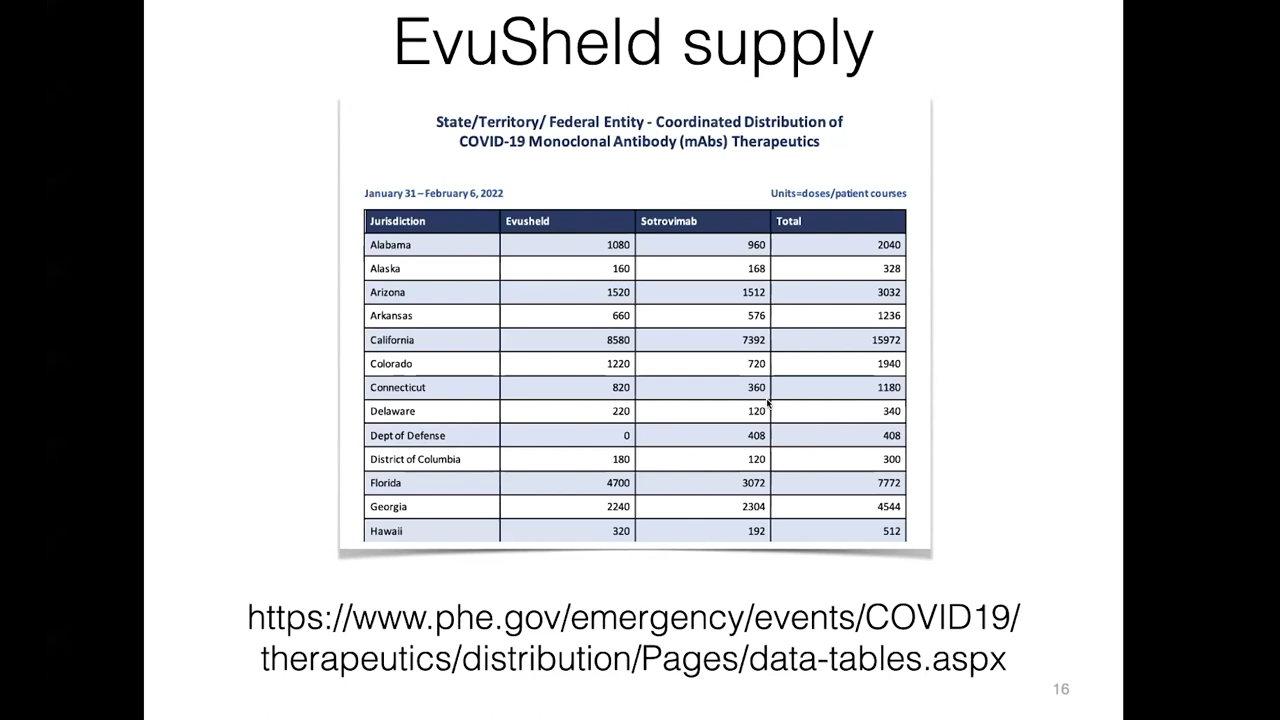 EvuSheld supply
State/Territory/ Federal Entity - Coordinated Distribution of
COVID-19 Monoclonal Antibody (mAbs) Therapeutics
January 31 – February 6, 2022 Units=doses/patient courses
Jurisdiction Evusheld Sotrovimab Total
Alabama 1080 960 2040
Alaska 160 168 328
Arizona 1520 1512 3032
Arkansas 660 576 1236
California 8580 7392 15972
Colorado 1220 720 1940
Connecticut 820 360 1180
Delaware 220 120 340
Dept of Defense 0 408 408
District of Columbia 180 120 300
Florida 4700 3072 7772
Georgia 2240 2304 4544
Hawaii 320 192 512
https://www.phe.gov/emergency/events/COVID19/
therapeutics/distribution/Pages/data-tables.aspx
16